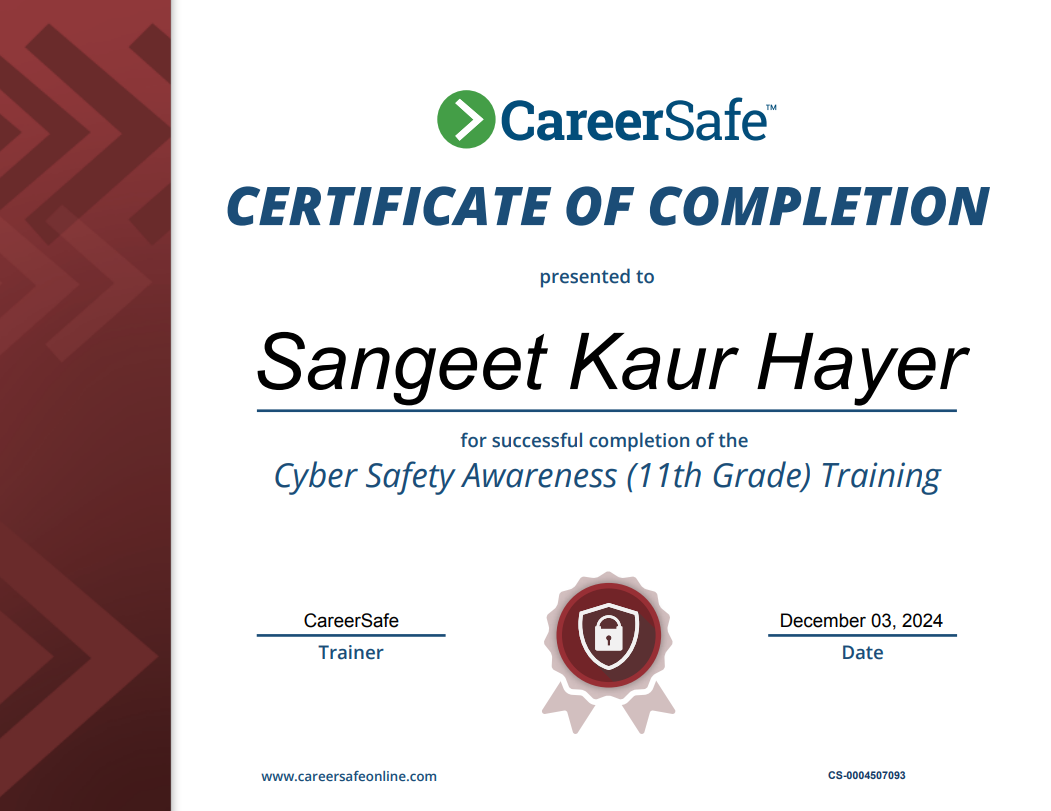 CareerSafe™
CERTIFICATE OF COMPLETION
presented to
Sangeet Kaur Hayer
for successful completion of the
Cyber Safety Awareness (11th Grade) Training
CareerSafe
Trainer
December 03, 2024
Date
www.careersafeonline.com
CS-0004507093